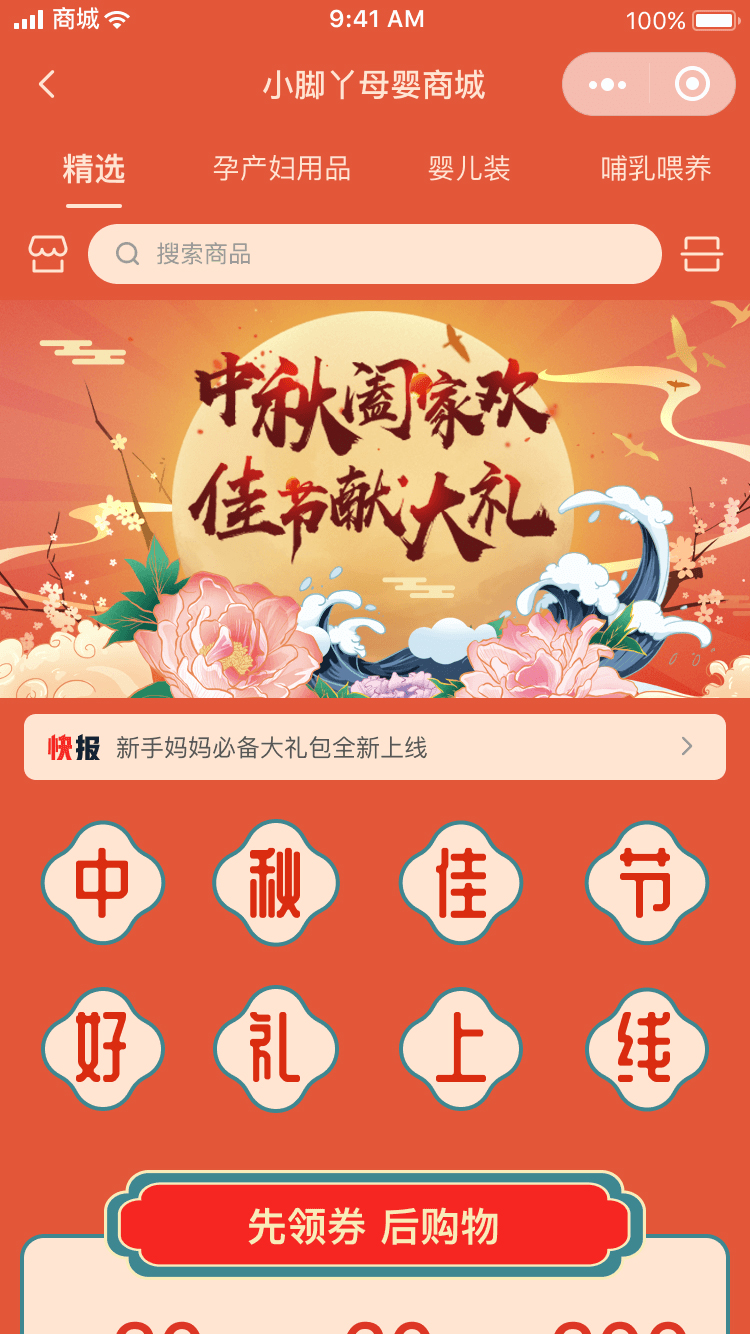 商城 9:41 AM 100%
小脚丫母婴商城
精选 孕产妇用品 婴儿装 哺乳喂养
搜索商品
中秋阖家欢
佳节献大礼
快报 新手妈妈必备大礼包全新上线
中 秋 佳 节
好 礼 上 线
先领券 后购物